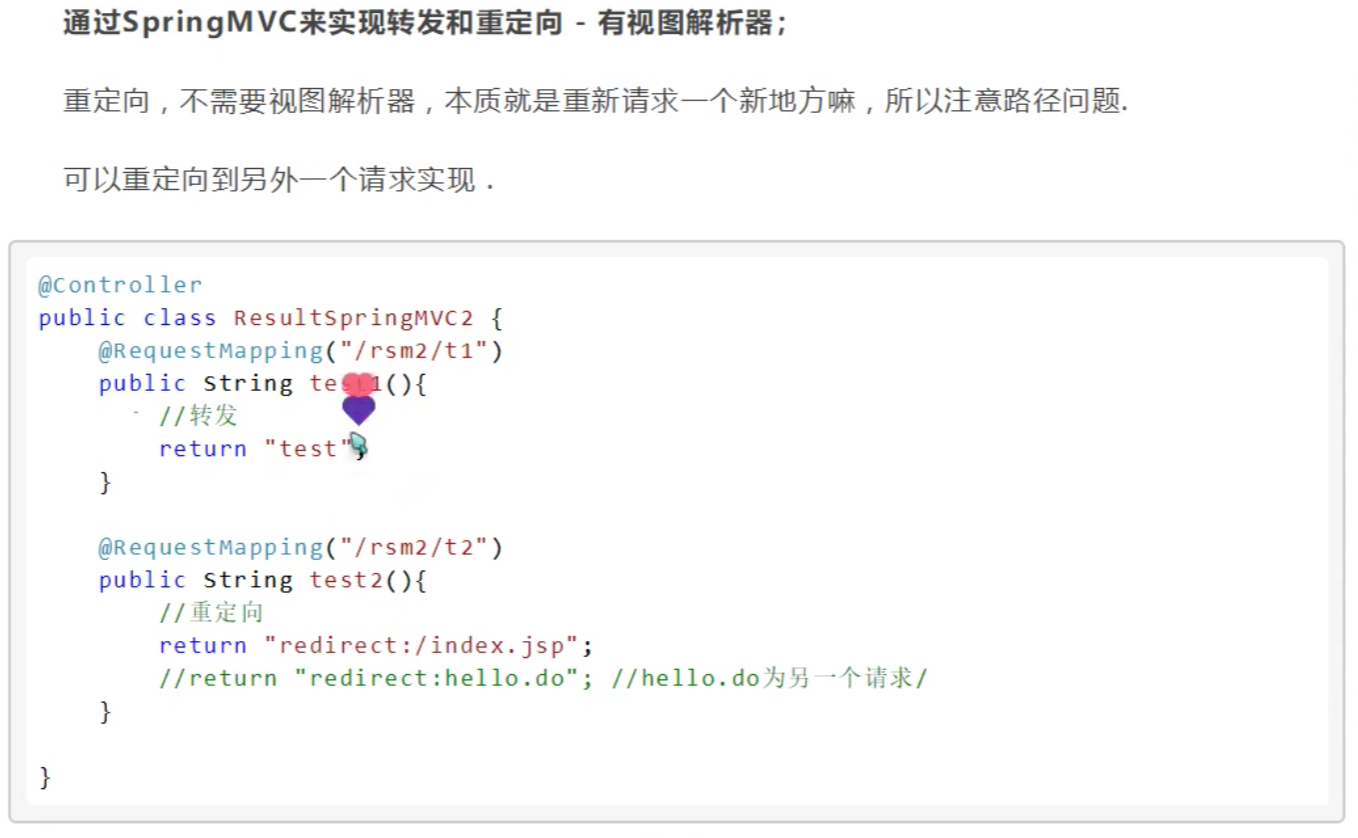 通过SpringMVC来实现转发和重定向 - 有视图解析器；
重定向，不需要视图解析器，本质就是重新请求一个新地方嘛，所以注意路径问题.
可以重定向到另外一个请求实现 .
@Controller
public class ResultSpringMVC2 {
    @RequestMapping("/rsm2/t1")
    public String test1(){
        //转发
        return "test";
    }
    @RequestMapping("/rsm2/t2")
    public String test2(){
        //重定向
        return "redirect:/index.jsp";
        //return "redirect:hello.do"; //hello.do为另一个请求/
    }
}